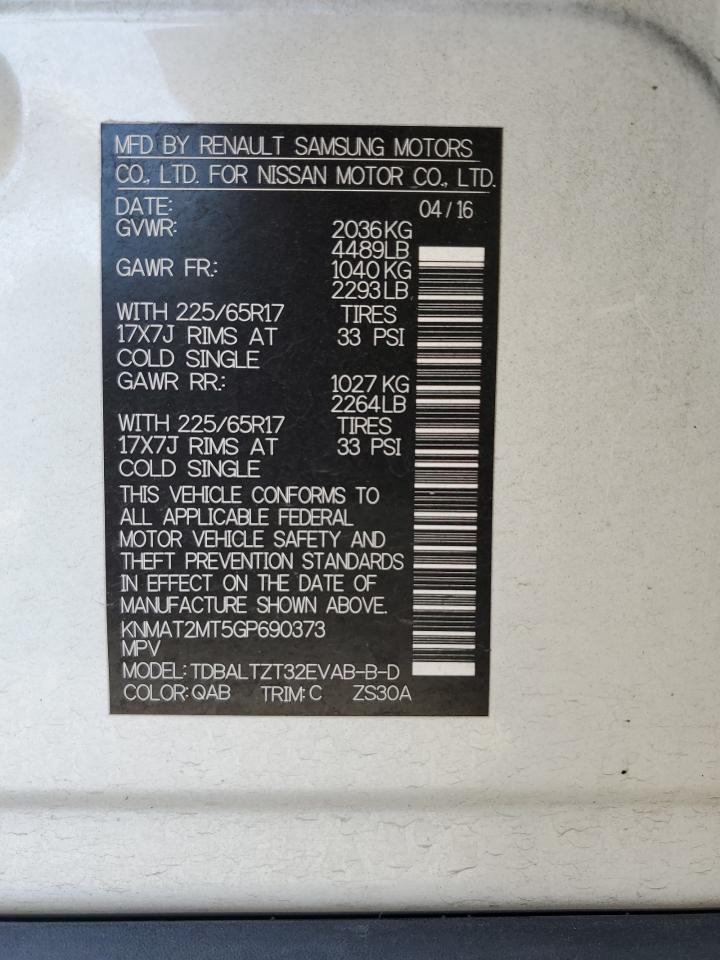 MFD BY RENAULT SAMSUNG MOTORS
CO., LTD. FOR NISSAN MOTOR CO., LTD.
DATE: 04/16
GVWR: 2036KG
4489LB
GAWR FR.: 1040KG
2293LB
WITH 225/65R17 TIRES
17X7J RIMS AT 33 PSI
COLD SINGLE
GAWR RR.: 1027KG
2264LB
WITH 225/65R17 TIRES
17X7J RIMS AT 33 PSI
COLD SINGLE
THIS VEHICLE CONFORMS TO
ALL APPLICABLE FEDERAL
MOTOR VEHICLE SAFETY AND
THEFT PREVENTION STANDARDS
IN EFFECT ON THE DATE OF
MANUFACTURE SHOWN ABOVE.
KNMAT2MT5GP690373
MPV
MODEL: TDBALTZT32EVAB-B-D
COLOR: QAB TRIM: C ZS30A